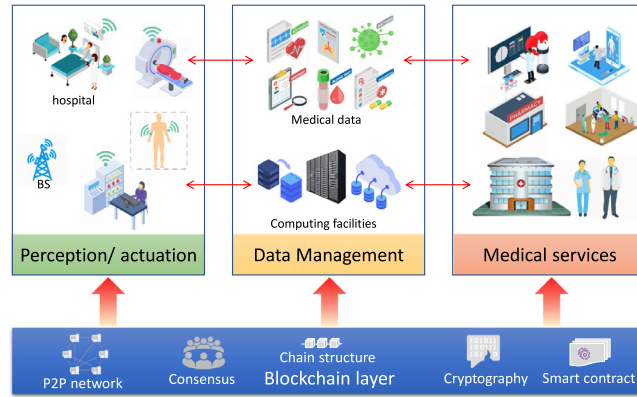 hospital
BS
Perception/ actuation
Medical data
Computing facilities
Data Management
PHARMACY
Medical services
P2P network
Consensus
Chain structure
Blockchain layer
Cryptography
Smart contract